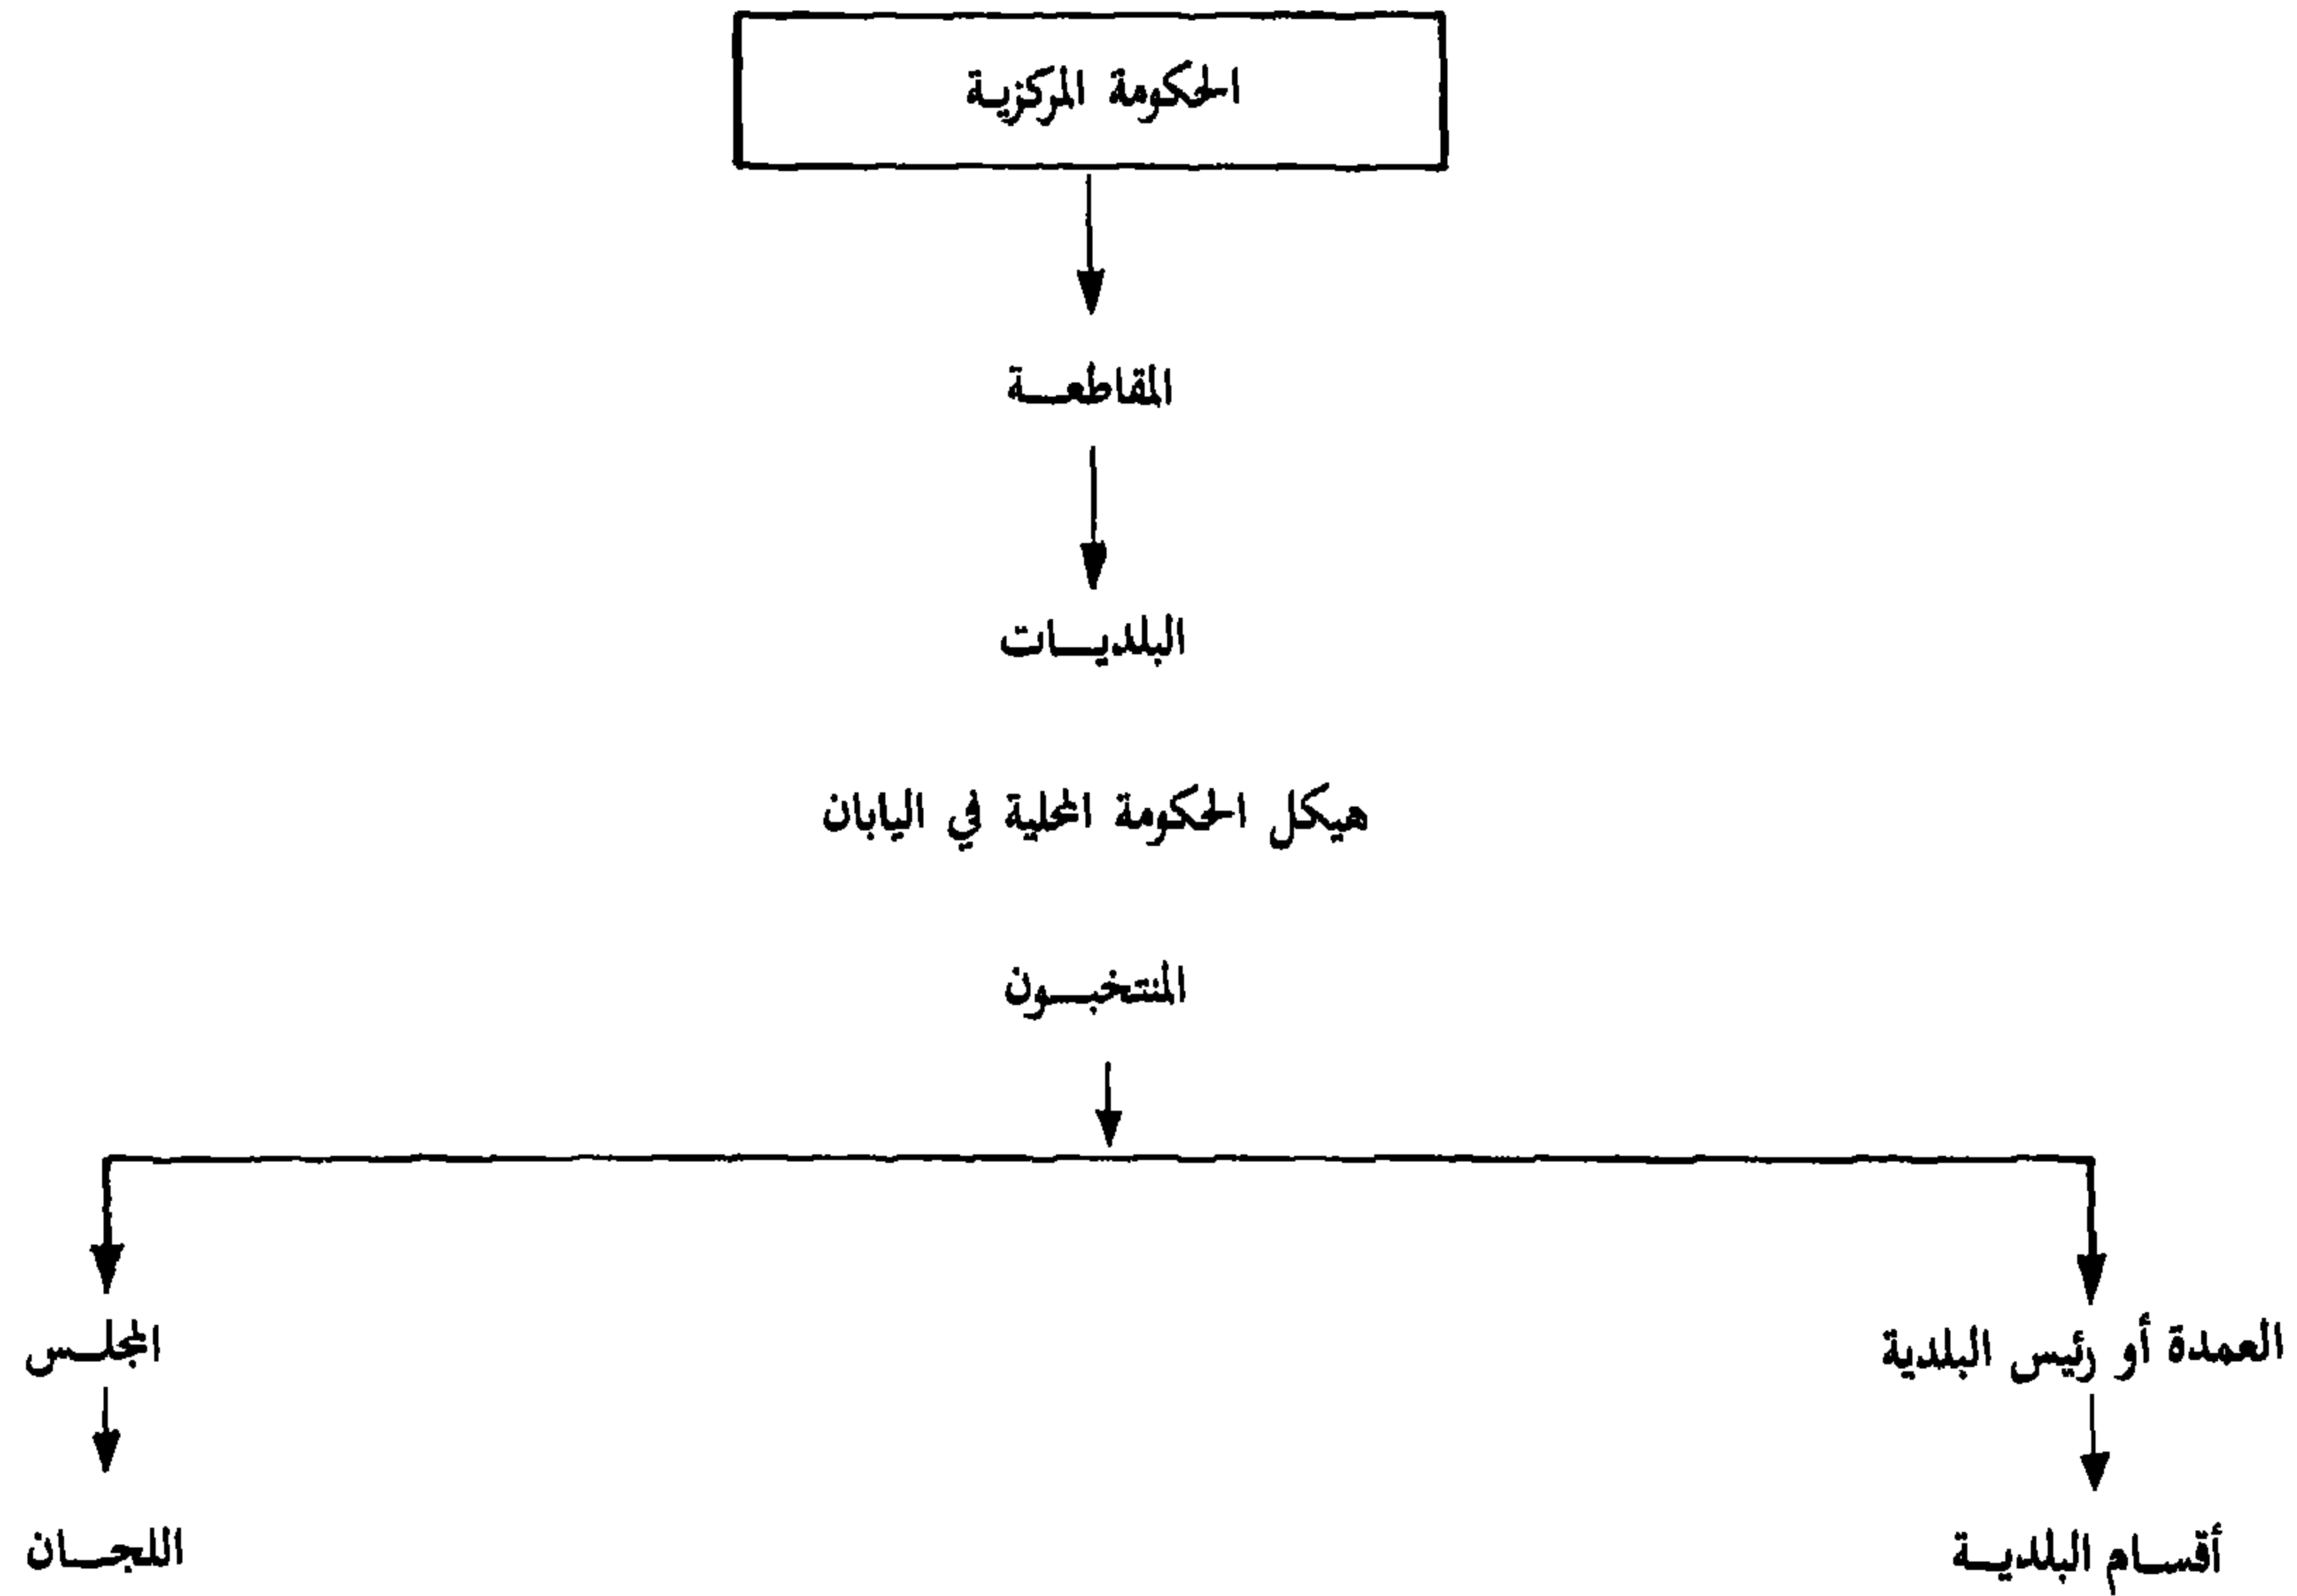 الحكومة المركزية
المقاطعة
البلديات
هيكل الحكومة المحلية في اليابان
المنتخبون
العمدة أو رئيس البلدية
المجلس
أقسام البلدية
اللجان